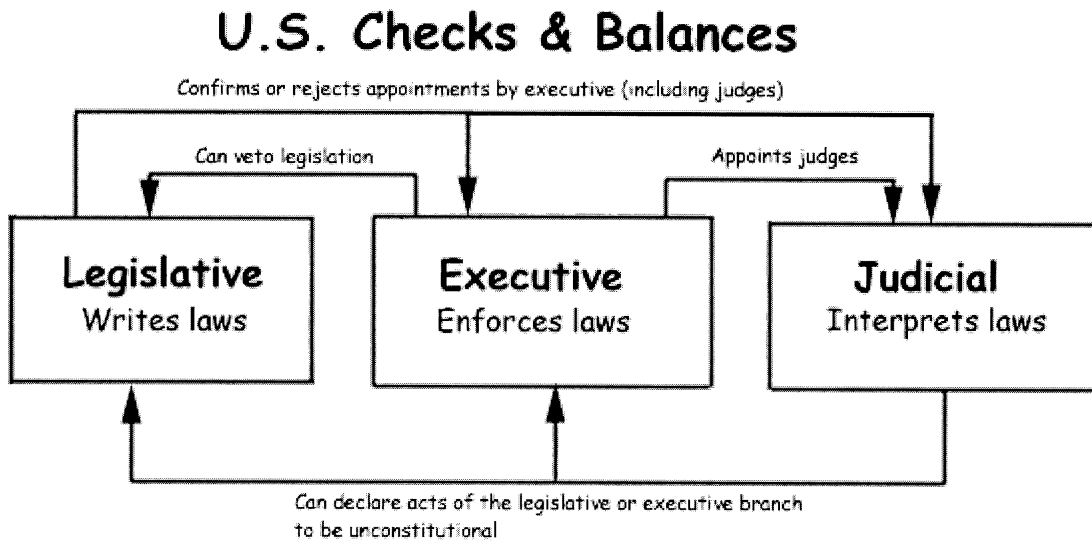 U.S. Checks & Balances
Confirms or rejects appointments by executive (including judges)
Can veto legislation
Appoints judges
Legislative
Writes laws
Executive
Enforces laws
Judicial
Interprets laws
Can declare acts of the legislative or executive branch
to be unconstitutional